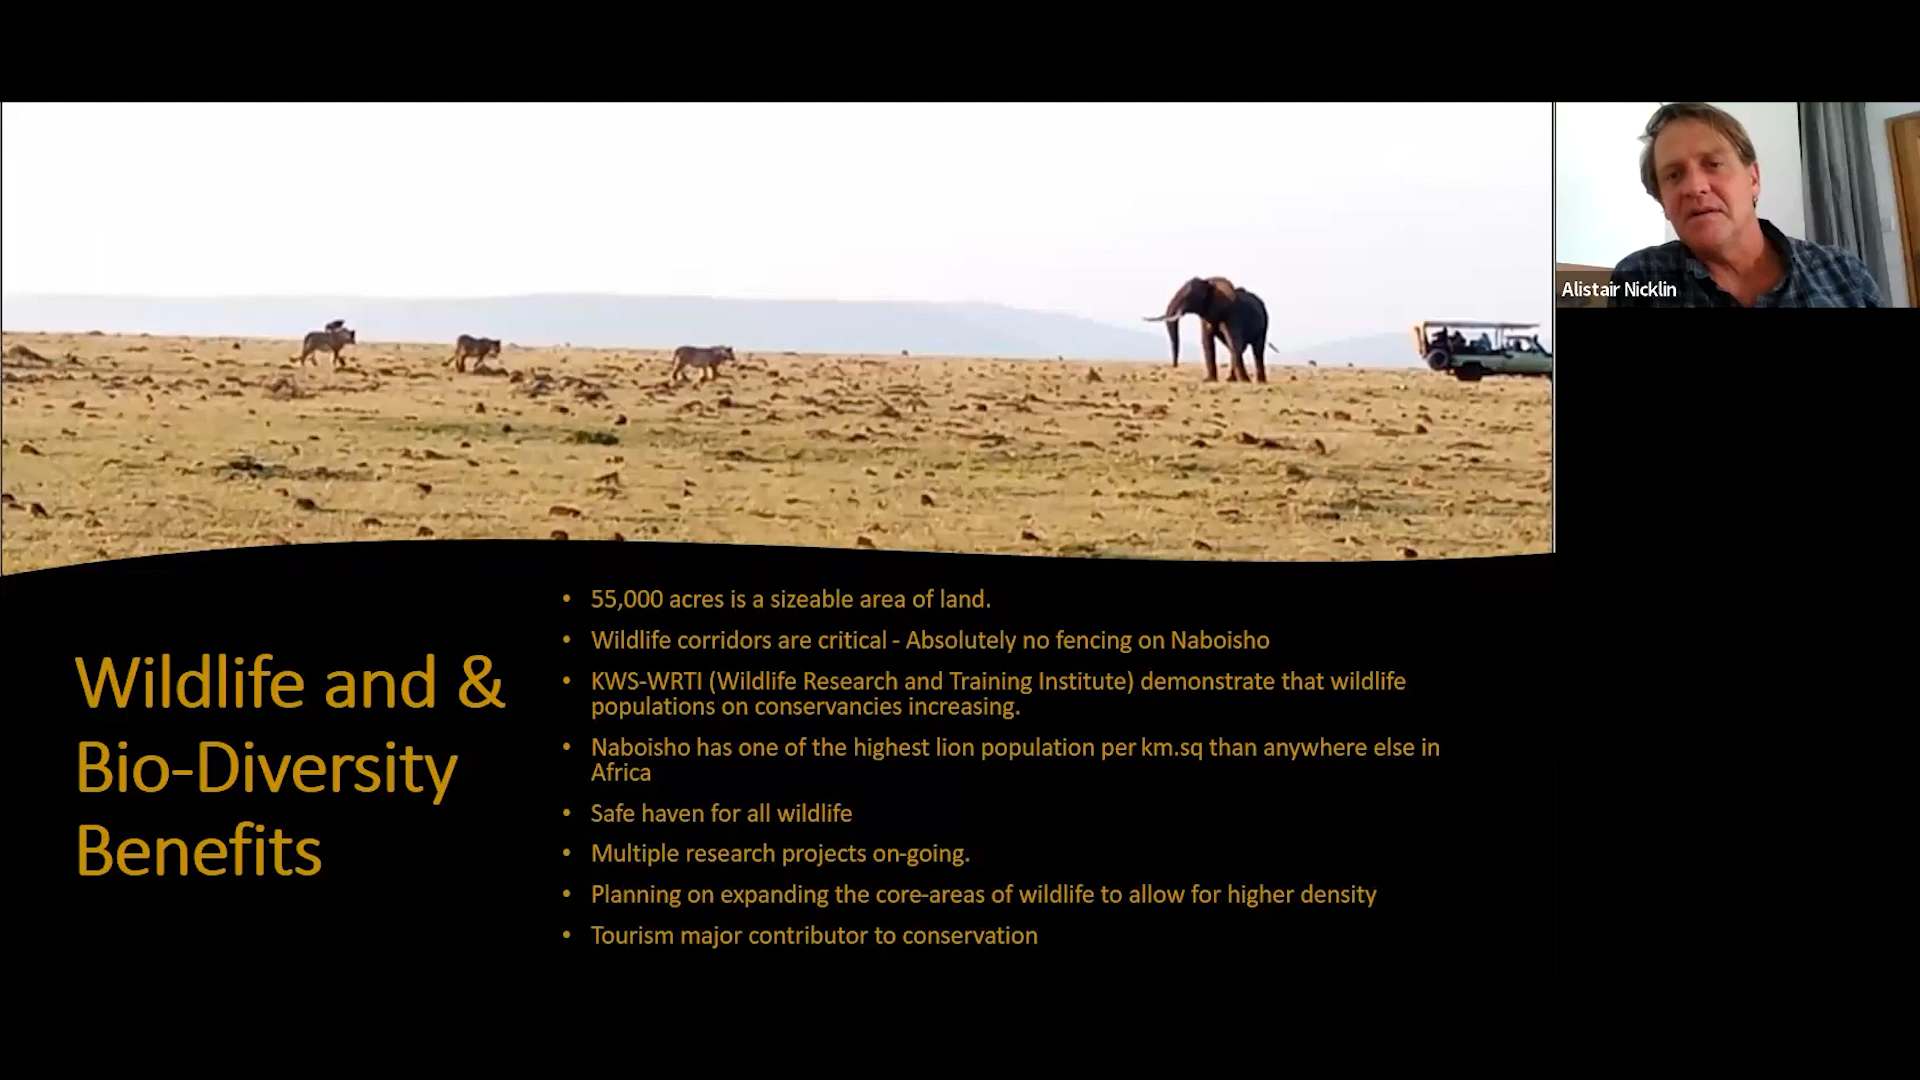 Alistair Nicklin
Wildlife and &
Bio-Diversity
Benefits
• 55,000 acres is a sizeable area of land.
• Wildlife corridors are critical - Absolutely no fencing on Naboisho
• KWS-WRTI (Wildlife Research and Training Institute) demonstrate that wildlife
populations on conservancies increasing.
• Naboisho has one of the highest lion population per km.sq than anywhere else in
Africa
• Safe haven for all wildlife
• Multiple research projects on-going.
• Planning on expanding the core-areas of wildlife to allow for higher density
• Tourism major contributor to conservation